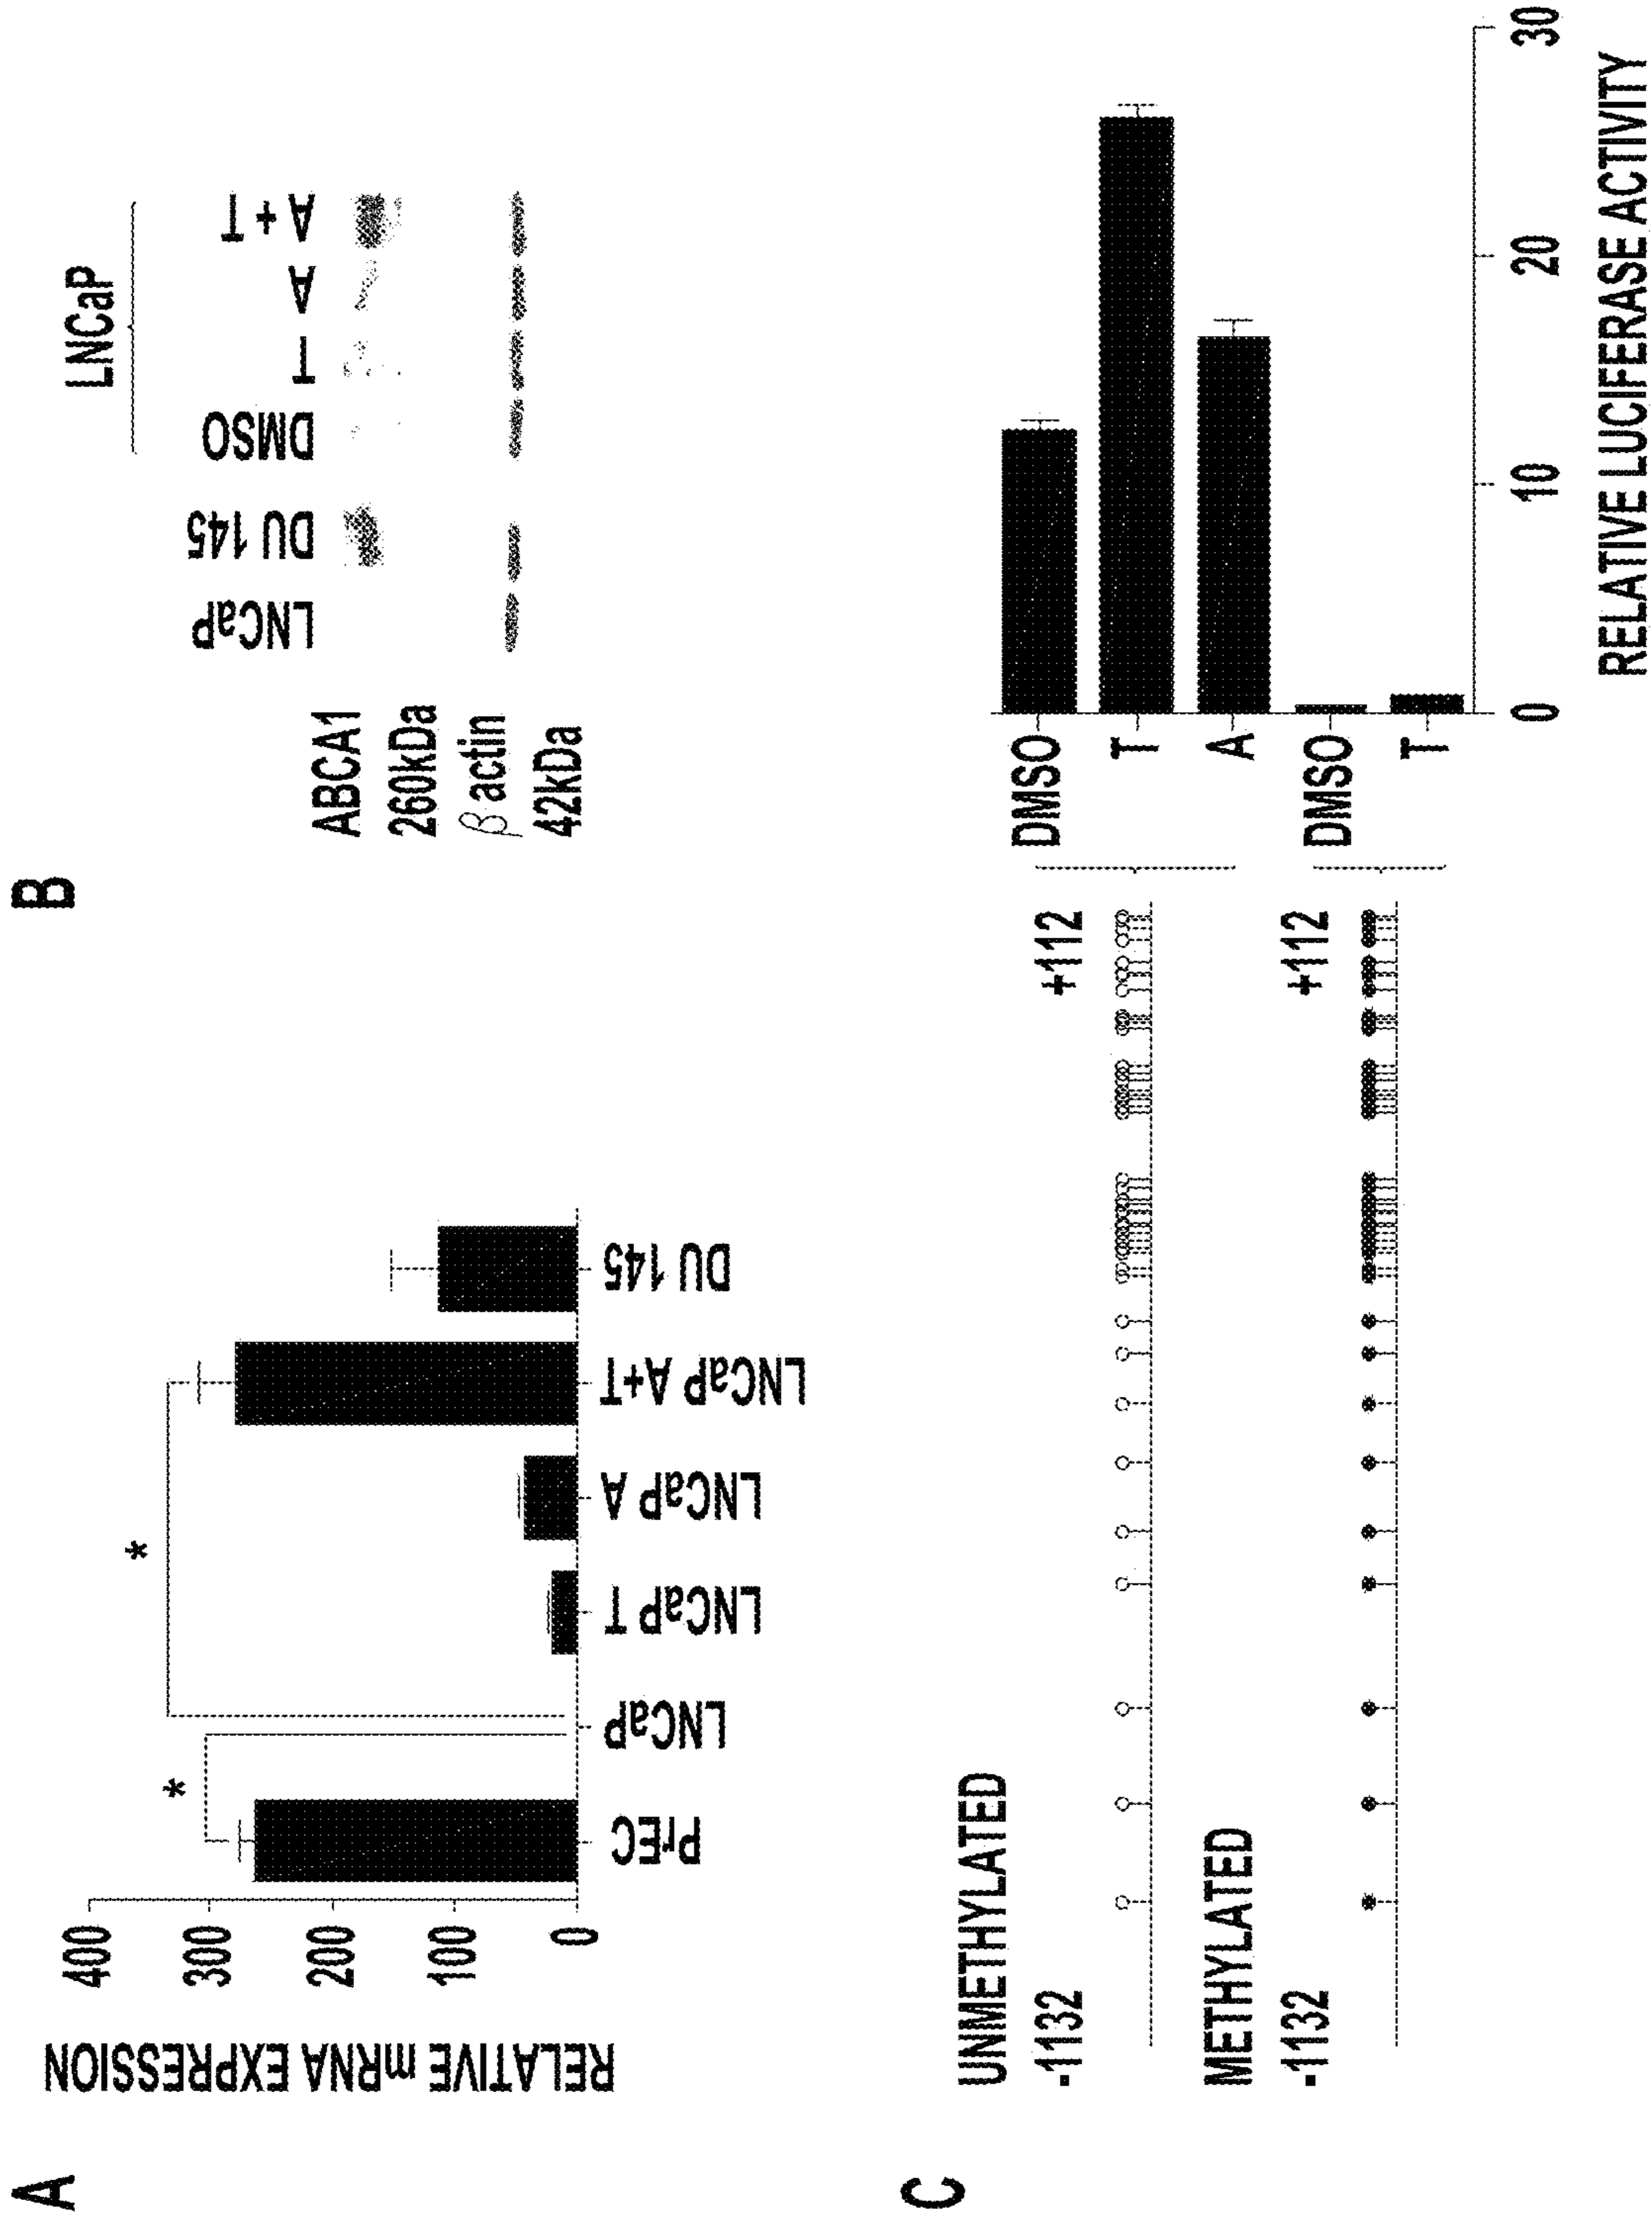 A
RELATIVE mRNA EXPRESSION
400
300
200
100
0
*
*
PrEC
LNCaP
LNCaP T
LNCaP A
LNCaP A+T
DU 145
B
LNCaP
LNCaP
DU 145
DMSO
T
A
A+T
ABCA1
260kDa
β actin
42kDa
C
UNMETHYLATED
-1132
+112
METHYLATED
-1132
+112
DMSO
T
A
DMSO
T
0
10
20
30
RELATIVE LUCIFERASE ACTIVITY